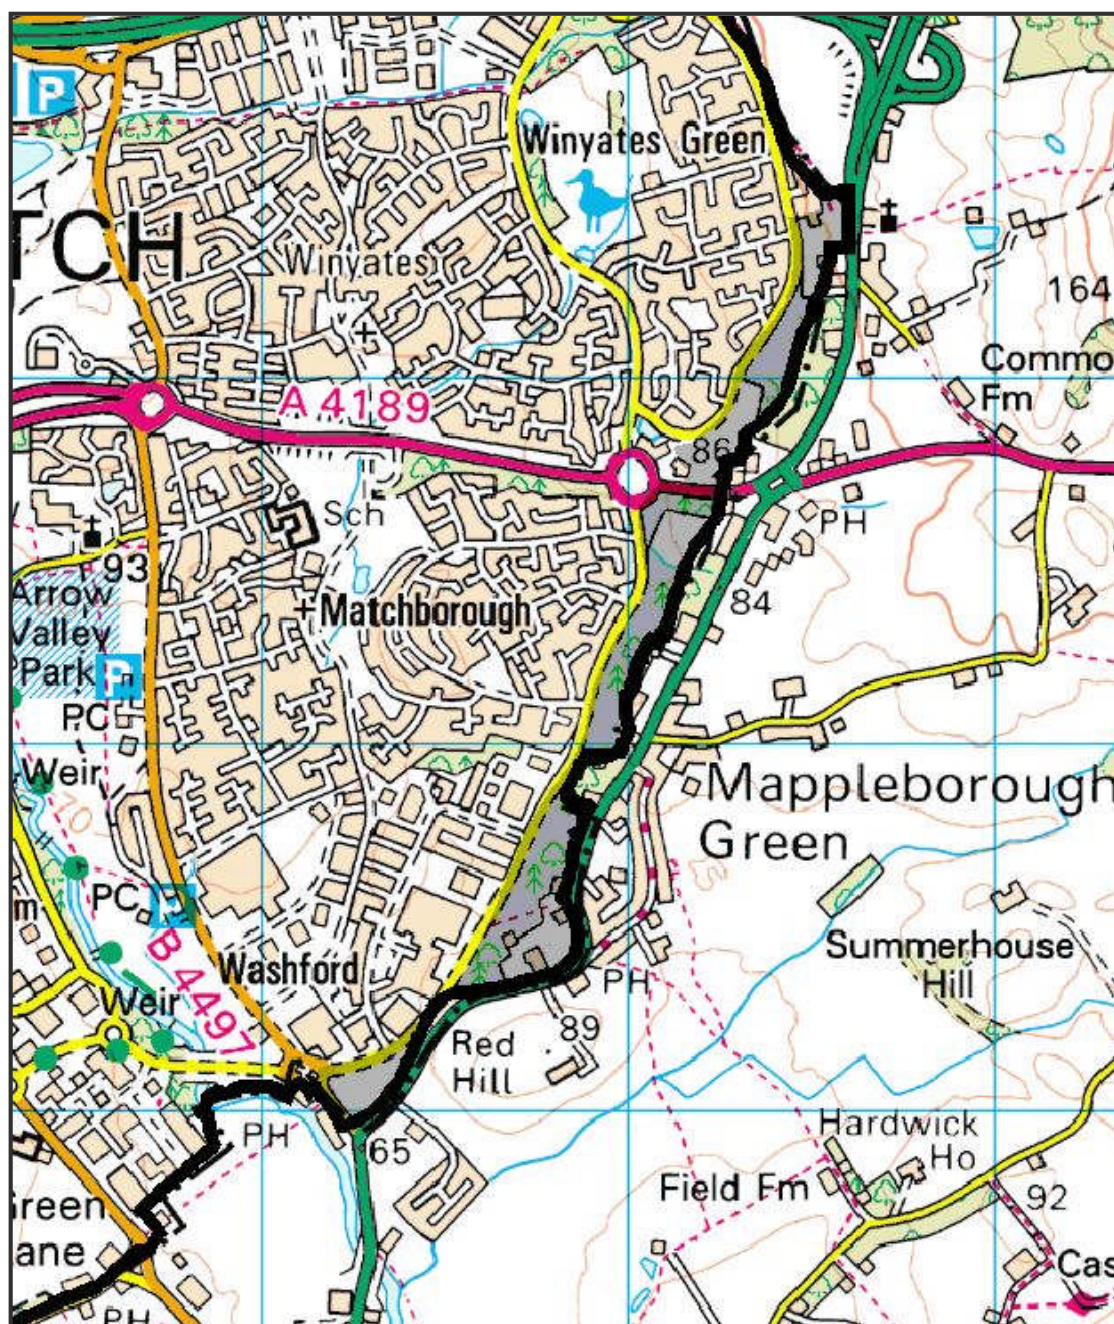 P
Winyates Green
TCH
Winyates
164
Commo
Fm
A 4189
86
Sch
PH
93
Arrow
Valley
Park
P
Matchborough
84
PC
Weir
Mappleborough
Green
PC
m
B 4497
Summerhouse
Hill
Washford
PH
Weir
89
Red
Hill
PH
65
Hardwick
Ho
Field Fm
92
Green
ane
Cas
PH